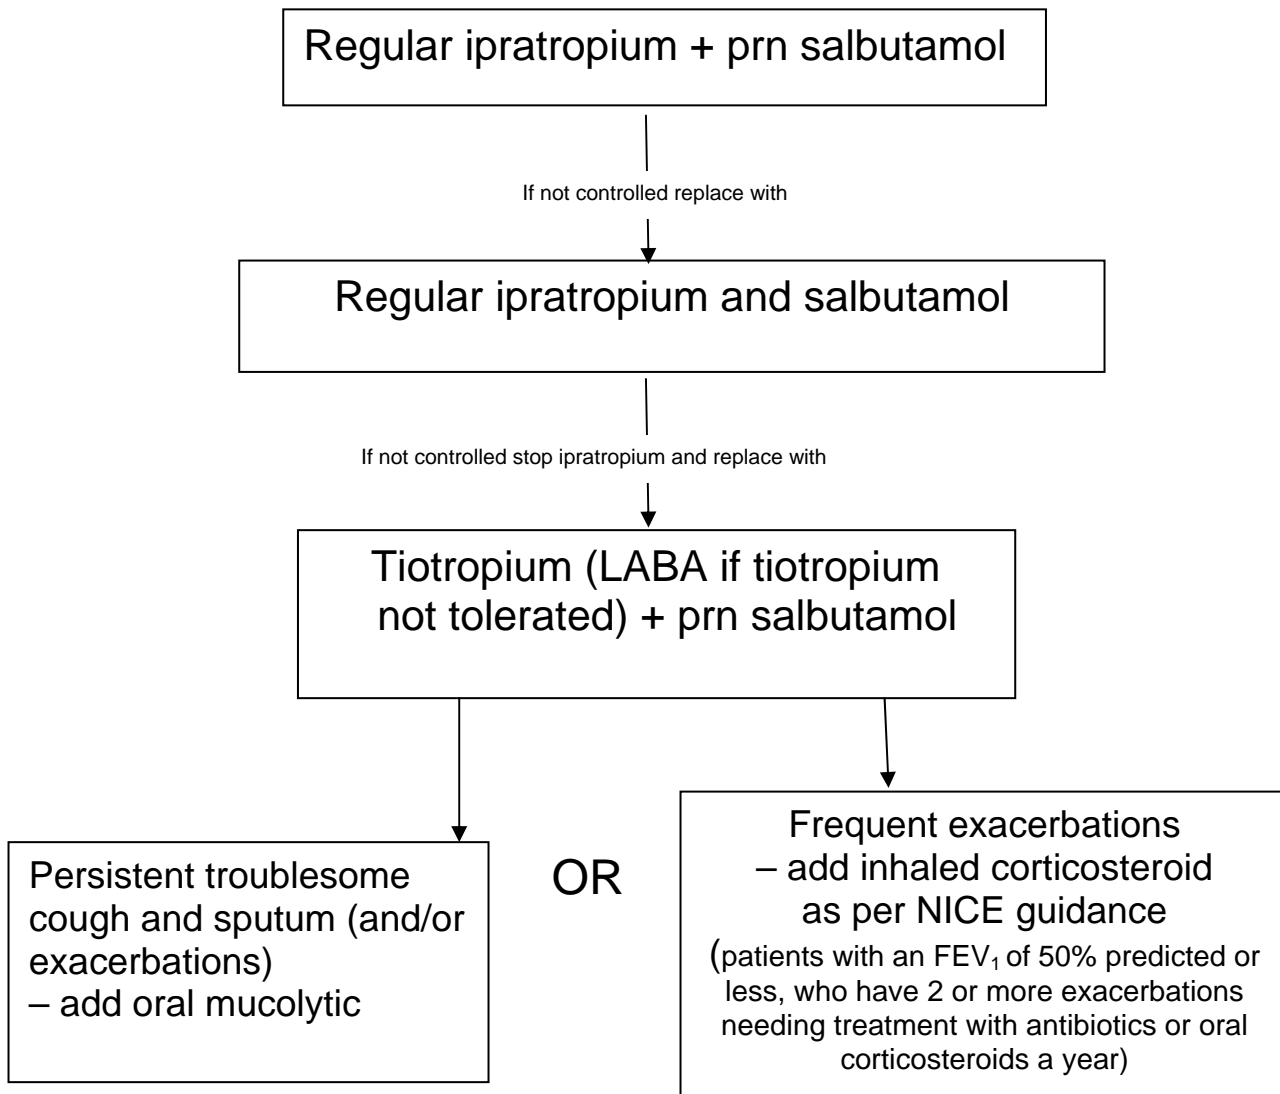 Regular ipratropium + prn salbutamol
If not controlled replace with
Regular ipratropium and salbutamol
If not controlled stop ipratropium and replace with
Tiotropium (LABA if tiotropium
not tolerated) + prn salbutamol
Persistent troublesome
cough and sputum (and/or
exacerbations)
– add oral mucolytic
OR
Frequent exacerbations
– add inhaled corticosteroid
as per NICE guidance
(patients with an FEV₁ of 50% predicted or
less, who have 2 or more exacerbations
needing treatment with antibiotics or oral
corticosteroids a year)